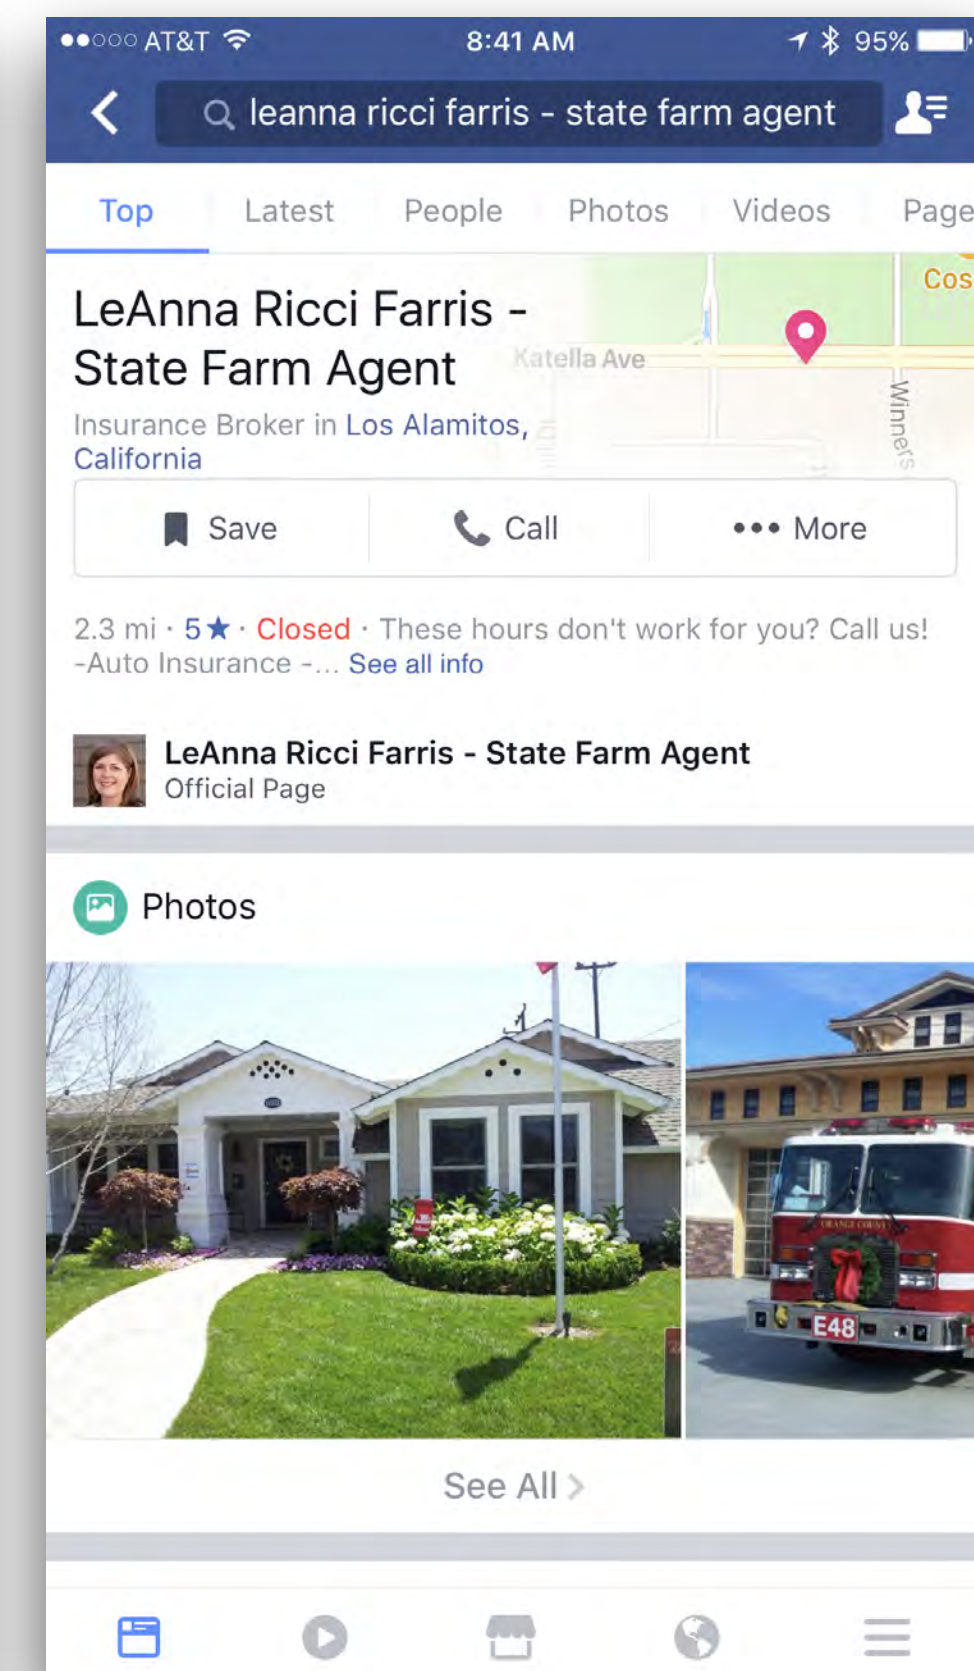 AT&T 8:41 AM 95%
leanna ricci farris - state farm agent
Top Latest People Photos Videos Page
Cos
LeAnna Ricci Farris -
State Farm Agent
Katella Ave
Winners
Insurance Broker in Los Alamitos,
California
Save Call More
2.3 mi · 5★ · Closed · These hours don't work for you? Call us!
-Auto Insurance -... See all info
LeAnna Ricci Farris - State Farm Agent
Official Page
Photos
ORANGE COUNTY
E48
See All >